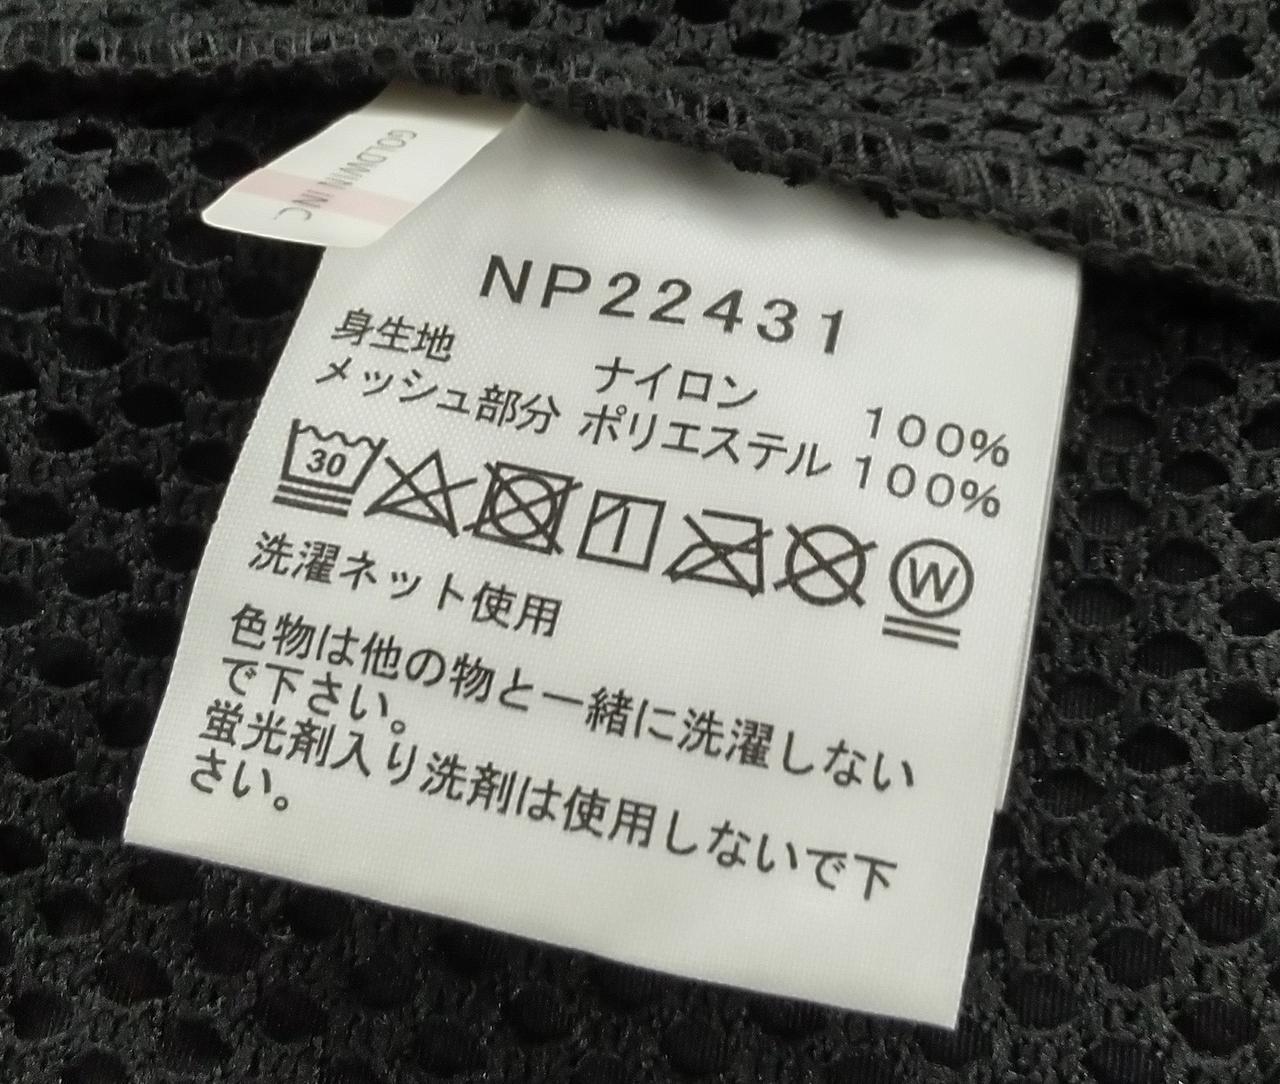 GOLDWIN INC
NP22431
身生地 ナイロン 100%
メッシュ部分 ポリエステル 100%
30
W
洗濯ネット使用
色物は他の物と一緒に洗濯しない
で下さい。
蛍光剤入り洗剤は使用しないで下
さい。